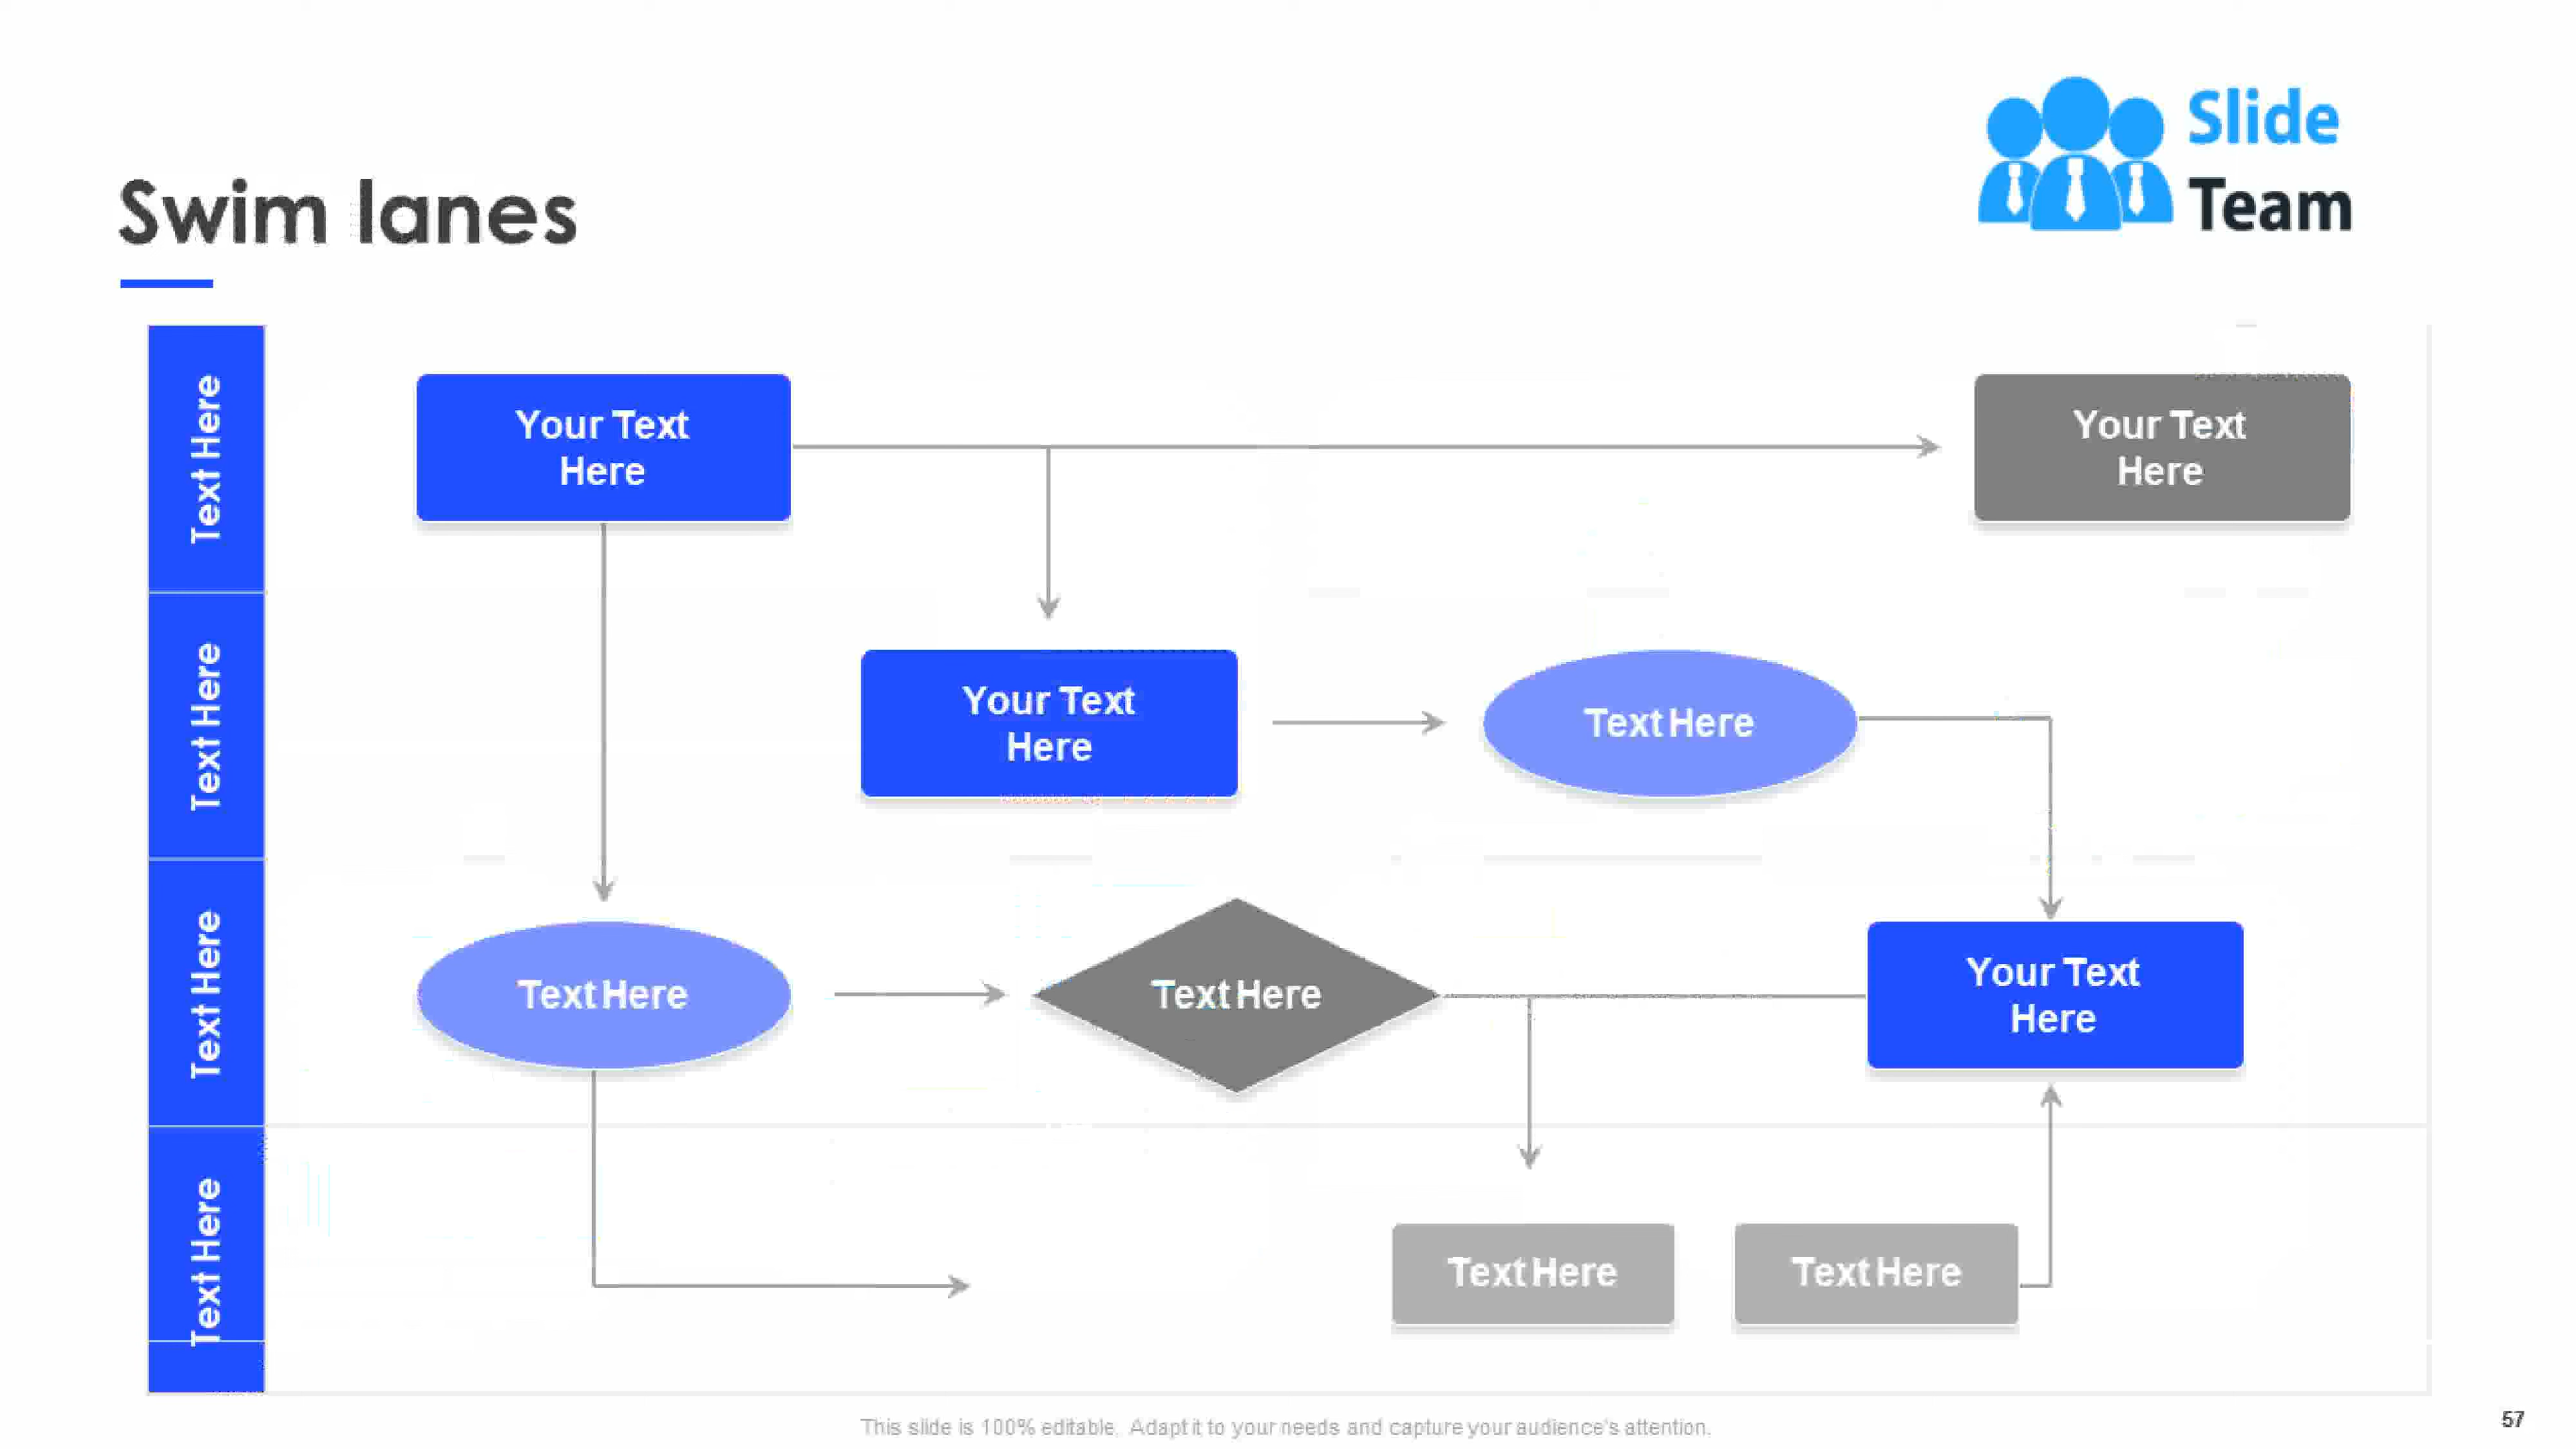 Slide
Team
Swim lanes
Text Here
Your Text
Here
Your Text
Here
Text Here
Your Text
Here
Text Here
Text Here
Text Here
Text Here
Your Text
Here
Text Here
Text Here
Text Here
This slide is 100% editable. Adapt it to your needs and capture your audience's attention.
57